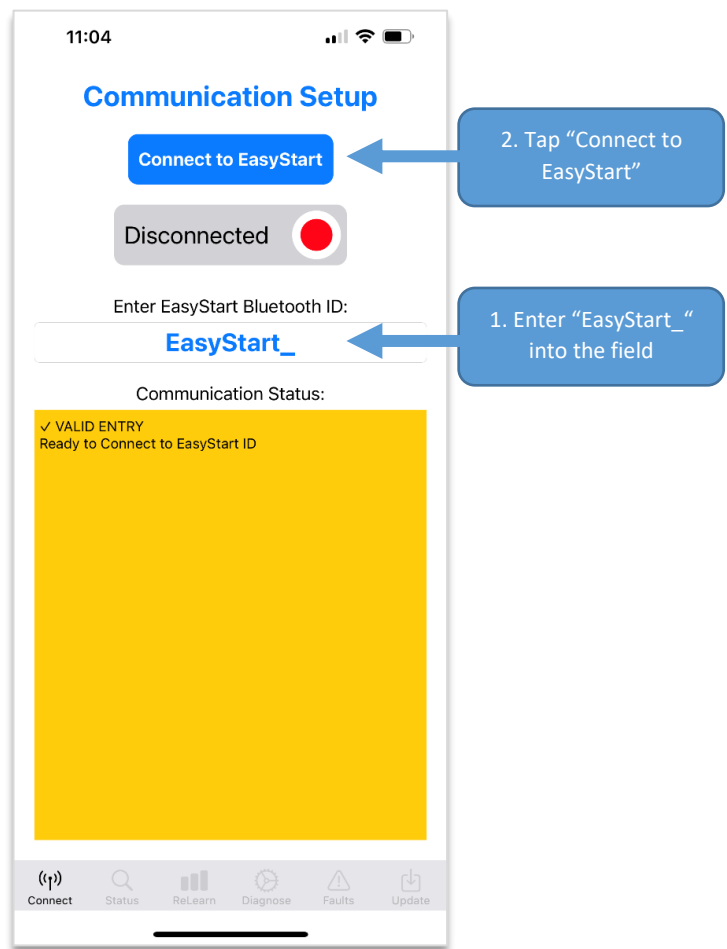 11:04
Communication Setup
Connect to EasyStart
2. Tap “Connect to
EasyStart”
Disconnected
Enter EasyStart Bluetooth ID:
EasyStart_
1. Enter “EasyStart_“
into the field
Communication Status:
✓ VALID ENTRY
Ready to Connect to EasyStart ID
Connect Status ReLearn Diagnose Faults Update